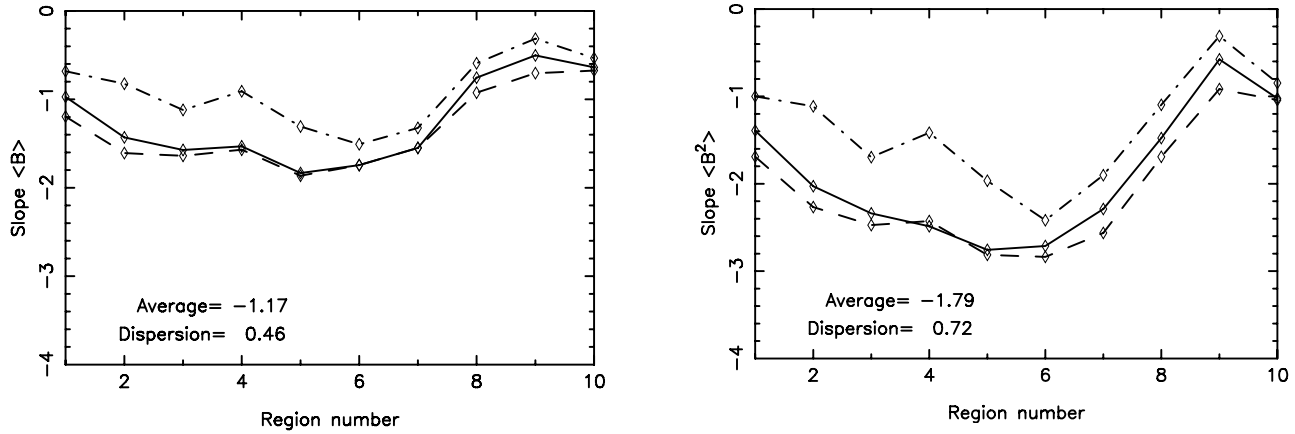 0
−1
−2
−3
−4
Slope <B>
Average= −1.17
Dispersion= 0.46
2 4 6 8 10
Region number
0
−1
−2
−3
−4
Slope <B²>
Average= −1.79
Dispersion= 0.72
2 4 6 8 10
Region number